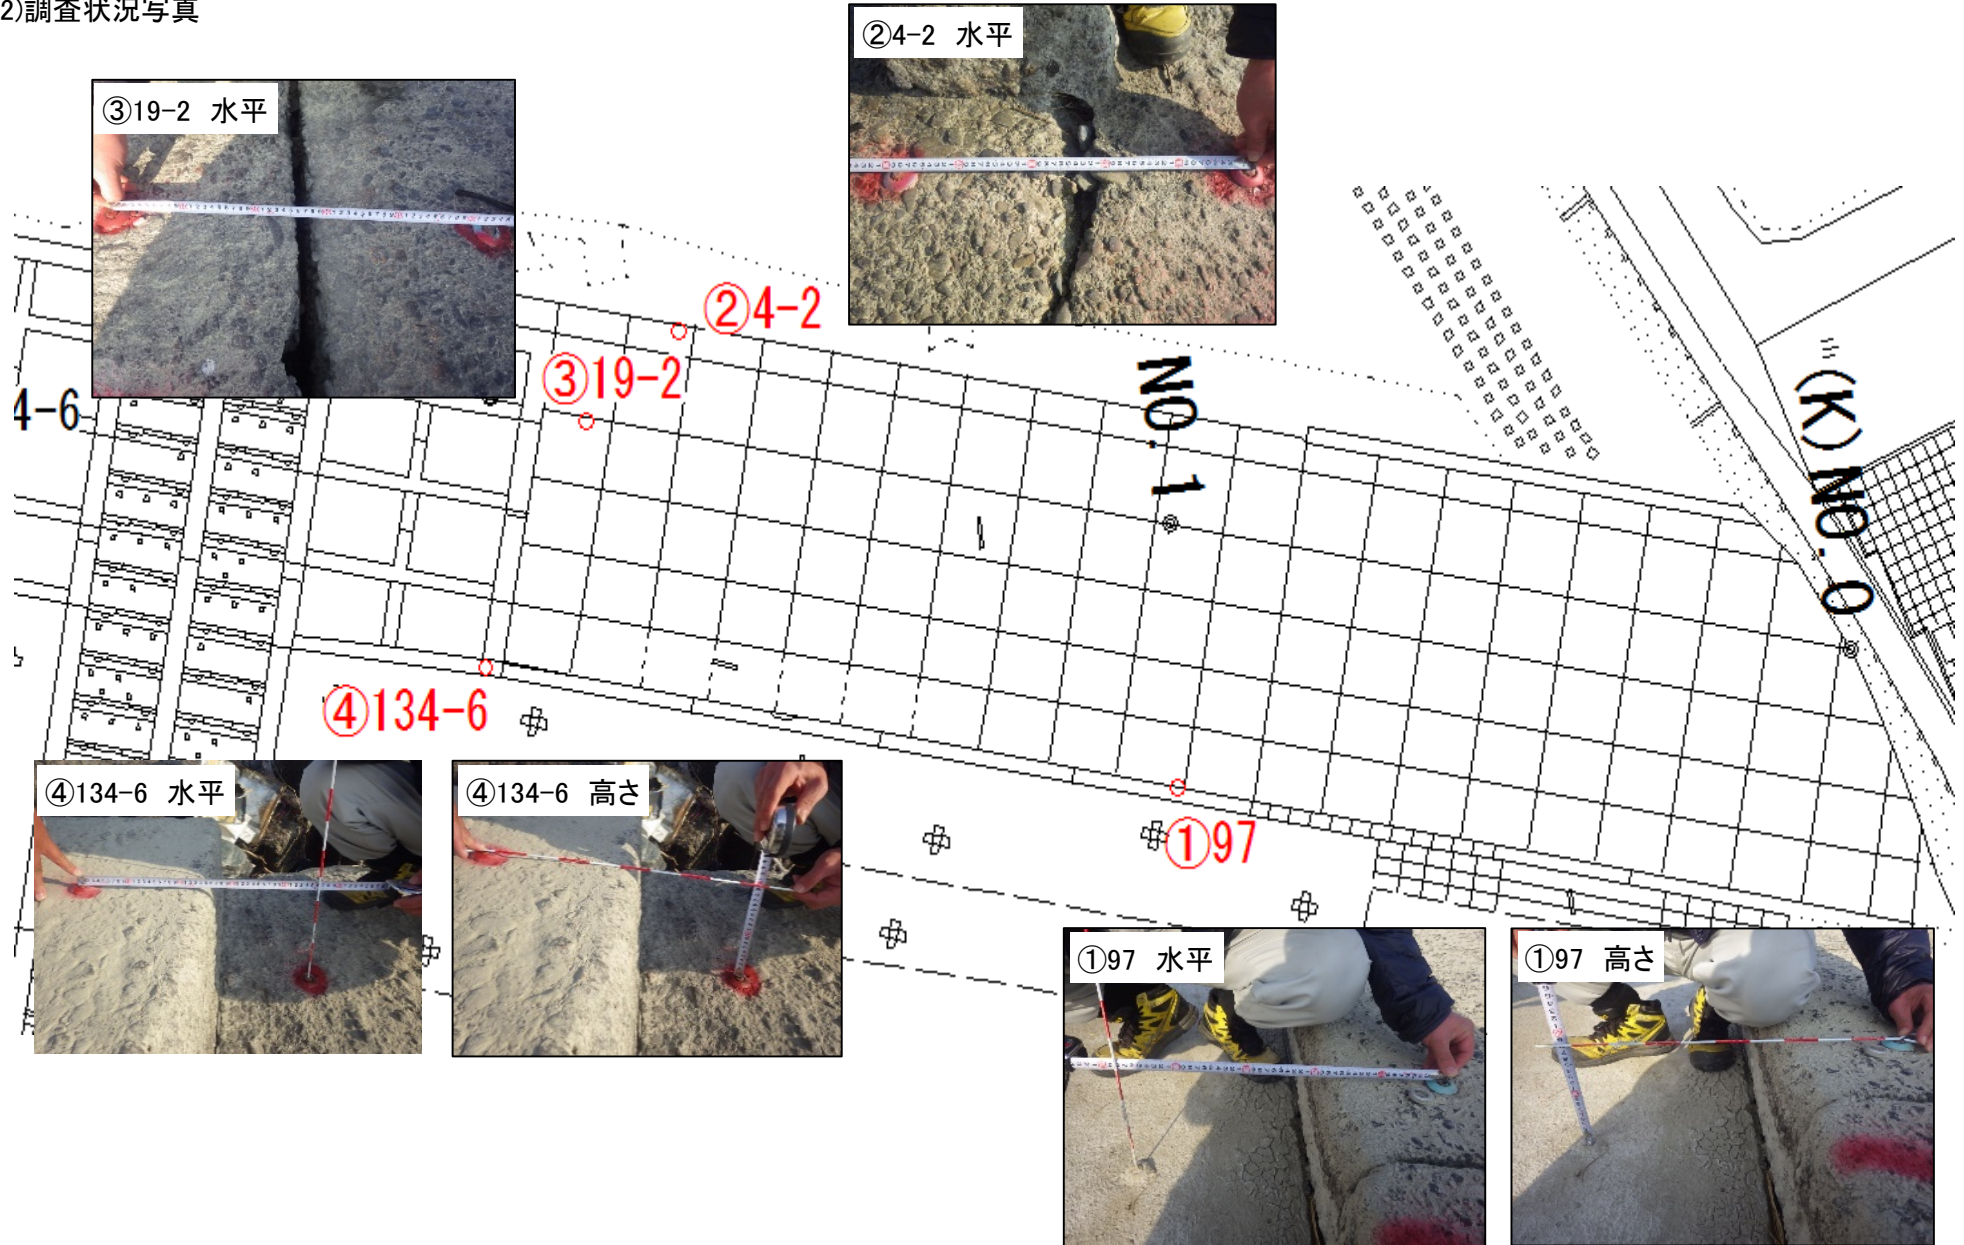 2)調査状況写真
②4-2 水平
③19-2 水平
②4-2
③19-2
4-6
NO. 1
(K)NO. 0
④134-6
①97
④134-6 水平
④134-6 高さ
①97 水平
①97 高さ